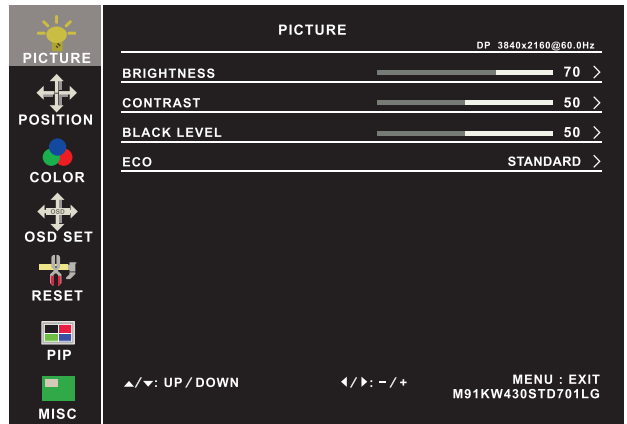 PICTURE
DP 3840x2160@60.0Hz
PICTURE
POSITION
COLOR
OSD
OSD SET
RESET
PIP
MISC
BRIGHTNESS 70 >
CONTRAST 50 >
BLACK LEVEL 50 >
ECO STANDARD >
▲/▼: UP / DOWN ◀/▶: − / + MENU : EXIT
M91KW430STD701LG